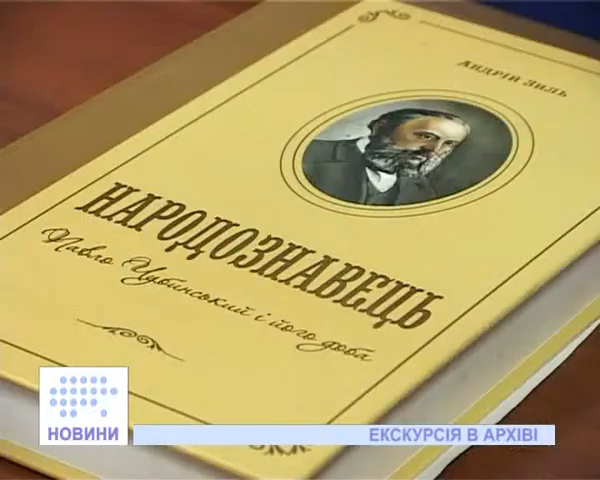 АНДРІЙ ЗИЛЬ
НАРОДОЗНАВЕЦЬ
Павло Чубинський і його доба
НОВИНИ
ЕКСКУРСІЯ В АРХІВІ